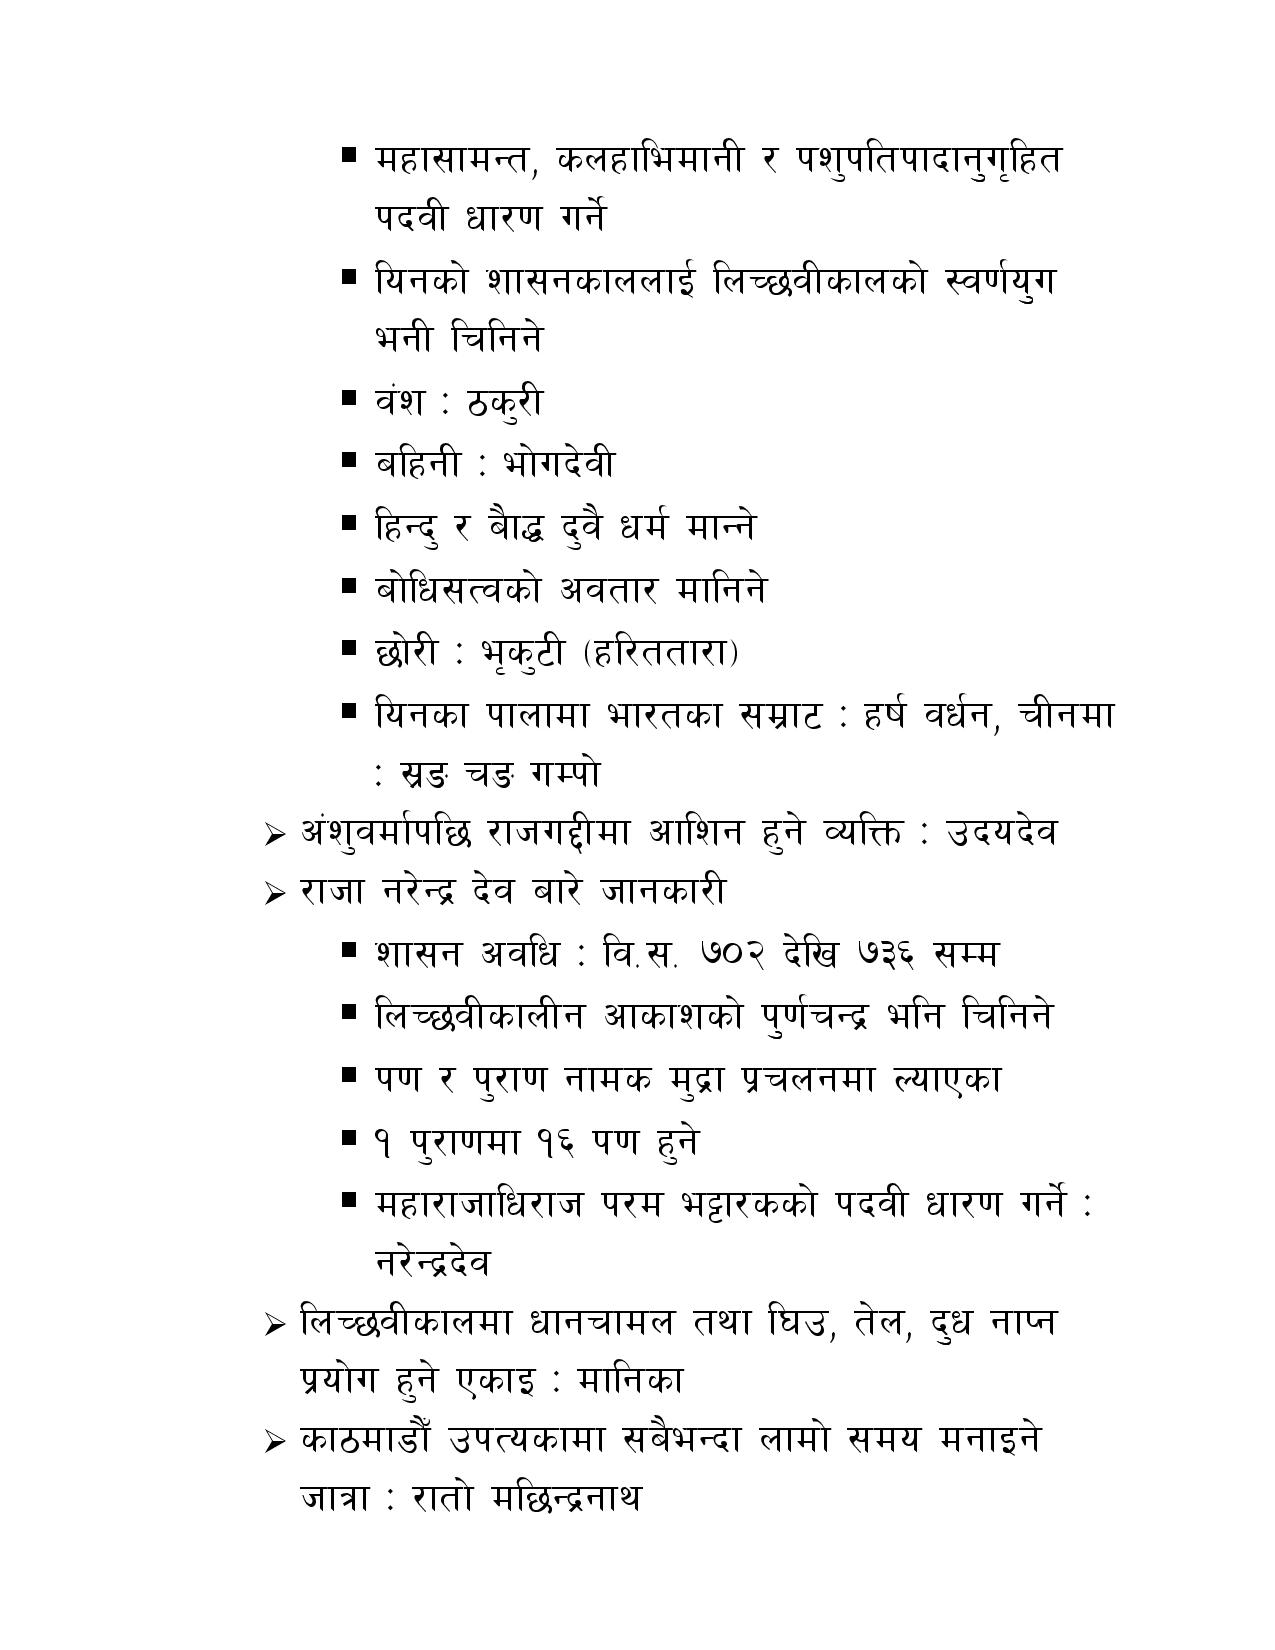 ▪ महासामन्त, कलहाभिमानी र पशुपतिपादानुगृहित
पदवी धारण गर्ने
▪ यिनको शासनकाललाई लिच्छवीकालको स्वर्णयुग
भनी चिनिने
▪ वंश : ठकुरी
▪ बहिनी : भोगदेवी
▪ हिन्दु र बौद्ध दुवै धर्म मान्ने
▪ बोधिसत्वको अवतार मानिने
▪ छोरी : भृकुटी (हरिततारा)
▪ यिनका पालामा भारतका सम्राट : हर्ष वर्धन, चीनमा
: स्रङ चङ गम्पो
➢ अंशुवर्मापछि राजगद्दीमा आशिन हुने व्यक्ति : उदयदेव
➢ राजा नरेन्द्र देव बारे जानकारी
▪ शासन अवधि : वि.स. ७०२ देखि ७३६ सम्म
▪ लिच्छवीकालीन आकाशको पुर्णचन्द्र भनि चिनिने
▪ पण र पुराण नामक मुद्रा प्रचलनमा ल्याएका
▪ १ पुराणमा १६ पण हुने
▪ महाराजाधिराज परम भट्टारकको पदवी धारण गर्ने :
नरेन्द्रदेव
➢ लिच्छवीकालमा धानचामल तथा घिउ, तेल, दुध नाप्न
प्रयोग हुने एकाइ : मानिका
➢ काठमाडौँ उपत्यकामा सबैभन्दा लामो समय मनाइने
जात्रा : रातो मछिन्द्रनाथ